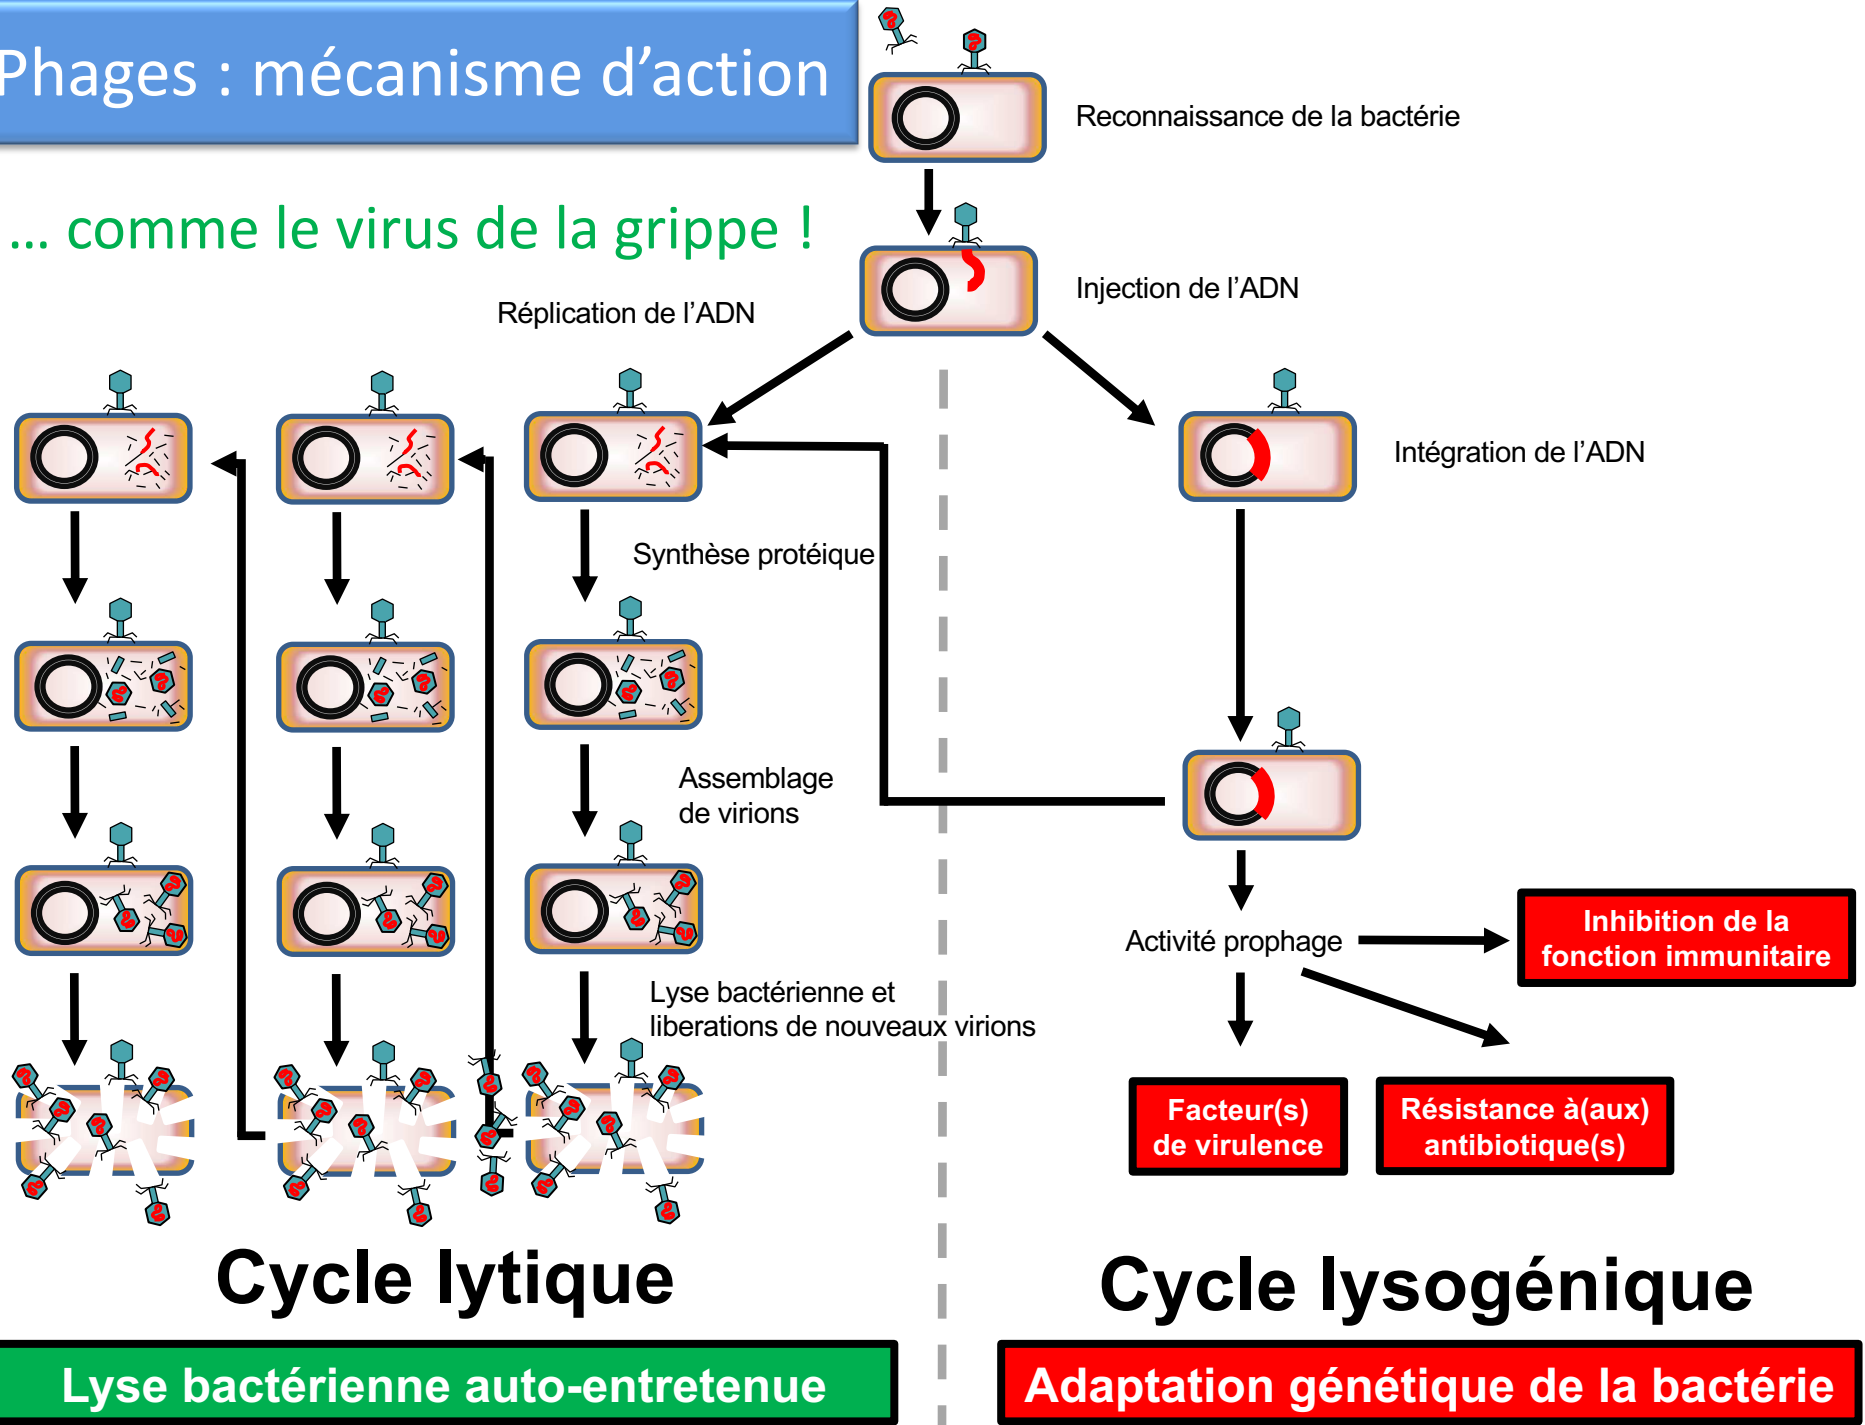 Phages : mécanisme d’action
... comme le virus de la grippe !
Reconnaissance de la bactérie
Injection de l’ADN
Réplication de l’ADN
Intégration de l’ADN
Synthèse protéique
Assemblage
de virions
Lyse bactérienne et
liberations de nouveaux virions
Activité prophage
Inhibition de la
fonction immunitaire
Facteur(s)
de virulence
Résistance à(aux)
antibiotique(s)
Cycle lytique
Cycle lysogénique
Lyse bactérienne auto-entretenue
Adaptation génétique de la bactérie